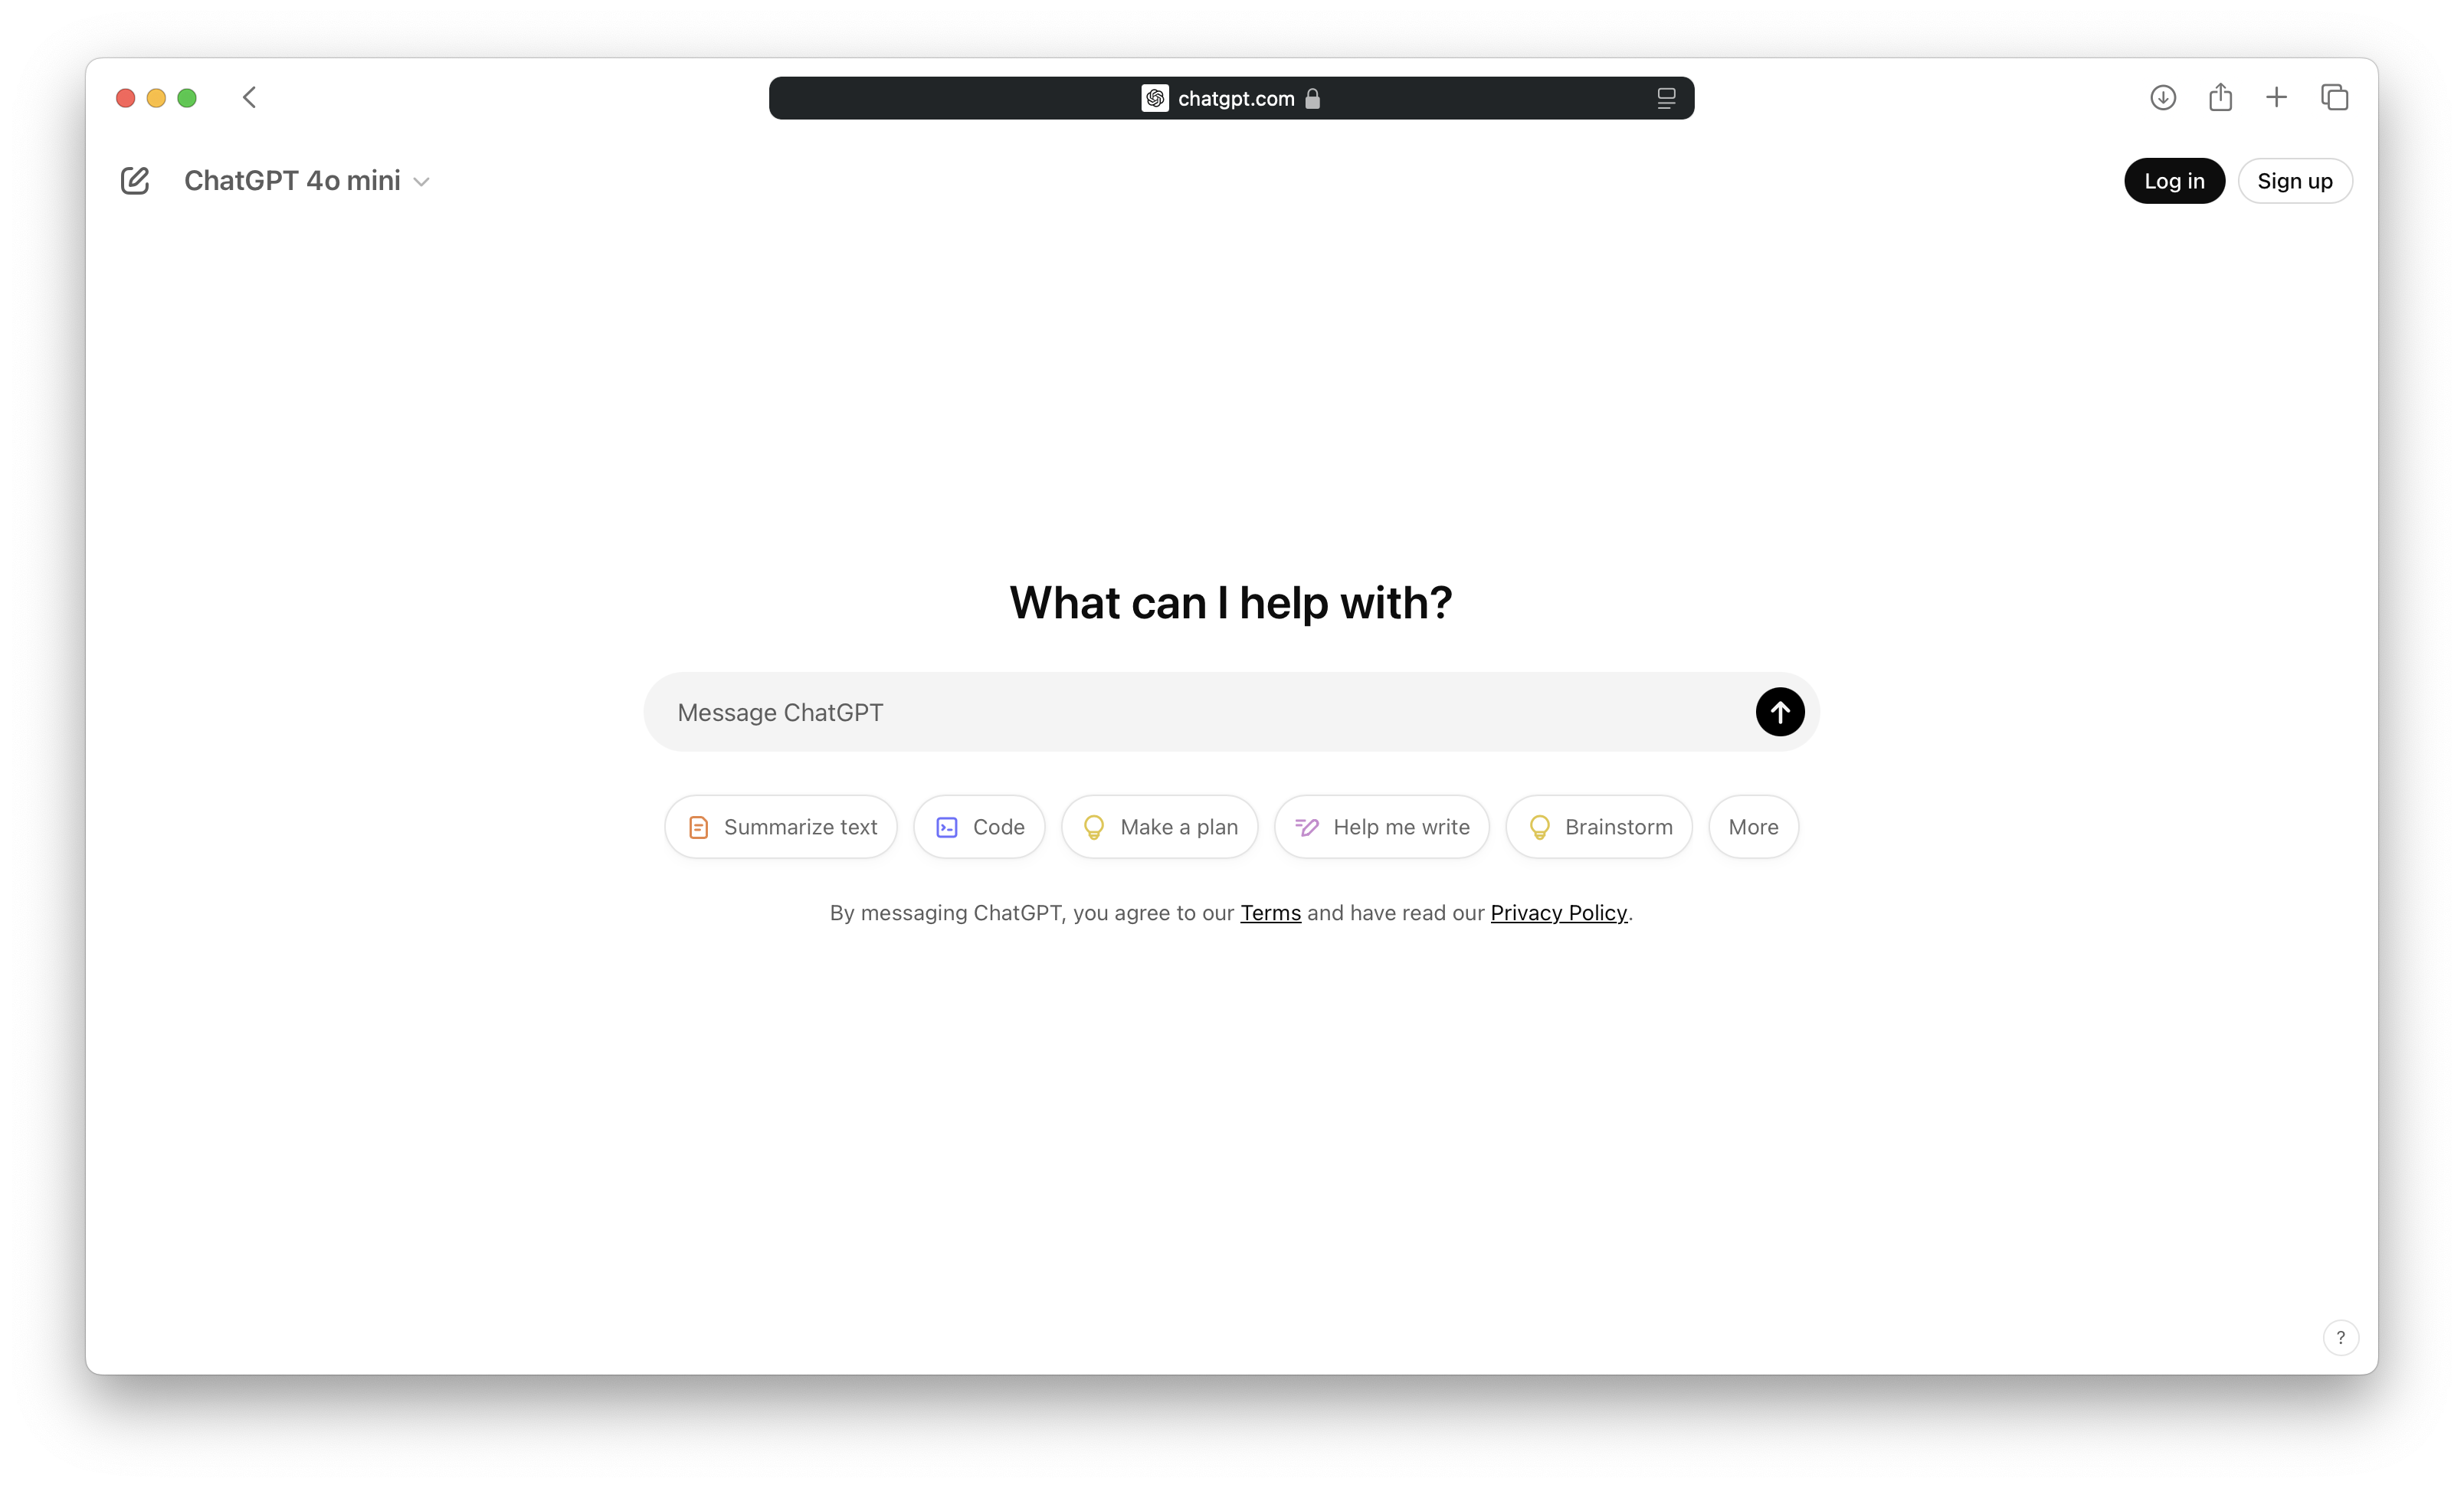 chatgpt.com
ChatGPT 4o mini
Log in
Sign up
What can I help with?
Message ChatGPT
Summarize text
Code
Make a plan
Help me write
Brainstorm
More
By messaging ChatGPT, you agree to our Terms and have read our Privacy Policy.
?